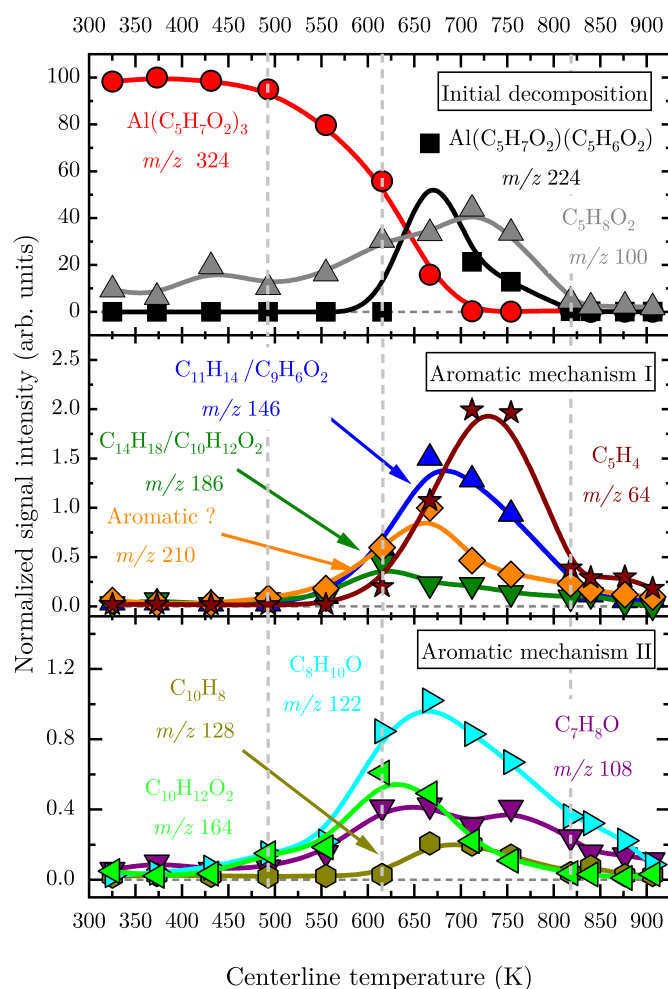 300 350 400 450 500 550 600 650 700 750 800 850 900
Normalized signal intensity (arb. units)
100
80
60
40
20
0
Initial decomposition
Al(C₅H₇O₂)₃
m/z 324
Al(C₅H₇O₂)(C₅H₆O₂)
m/z 224
C₅H₈O₂
m/z 100
2.5
2.0
1.5
1.0
0.5
0.0
Aromatic mechanism I
C₁₁H₁₄/C₉H₆O₂
m/z 146
C₁₄H₁₈/C₁₀H₁₂O₂
m/z 186
Aromatic ?
m/z 210
C₅H₄
m/z 64
1.2
0.8
0.4
0.0
Aromatic mechanism II
C₈H₁₀O
m/z 122
C₁₀H₈
m/z 128
C₇H₈O
m/z 108
C₁₀H₁₂O₂
m/z 164
300 350 400 450 500 550 600 650 700 750 800 850 900
Centerline temperature (K)